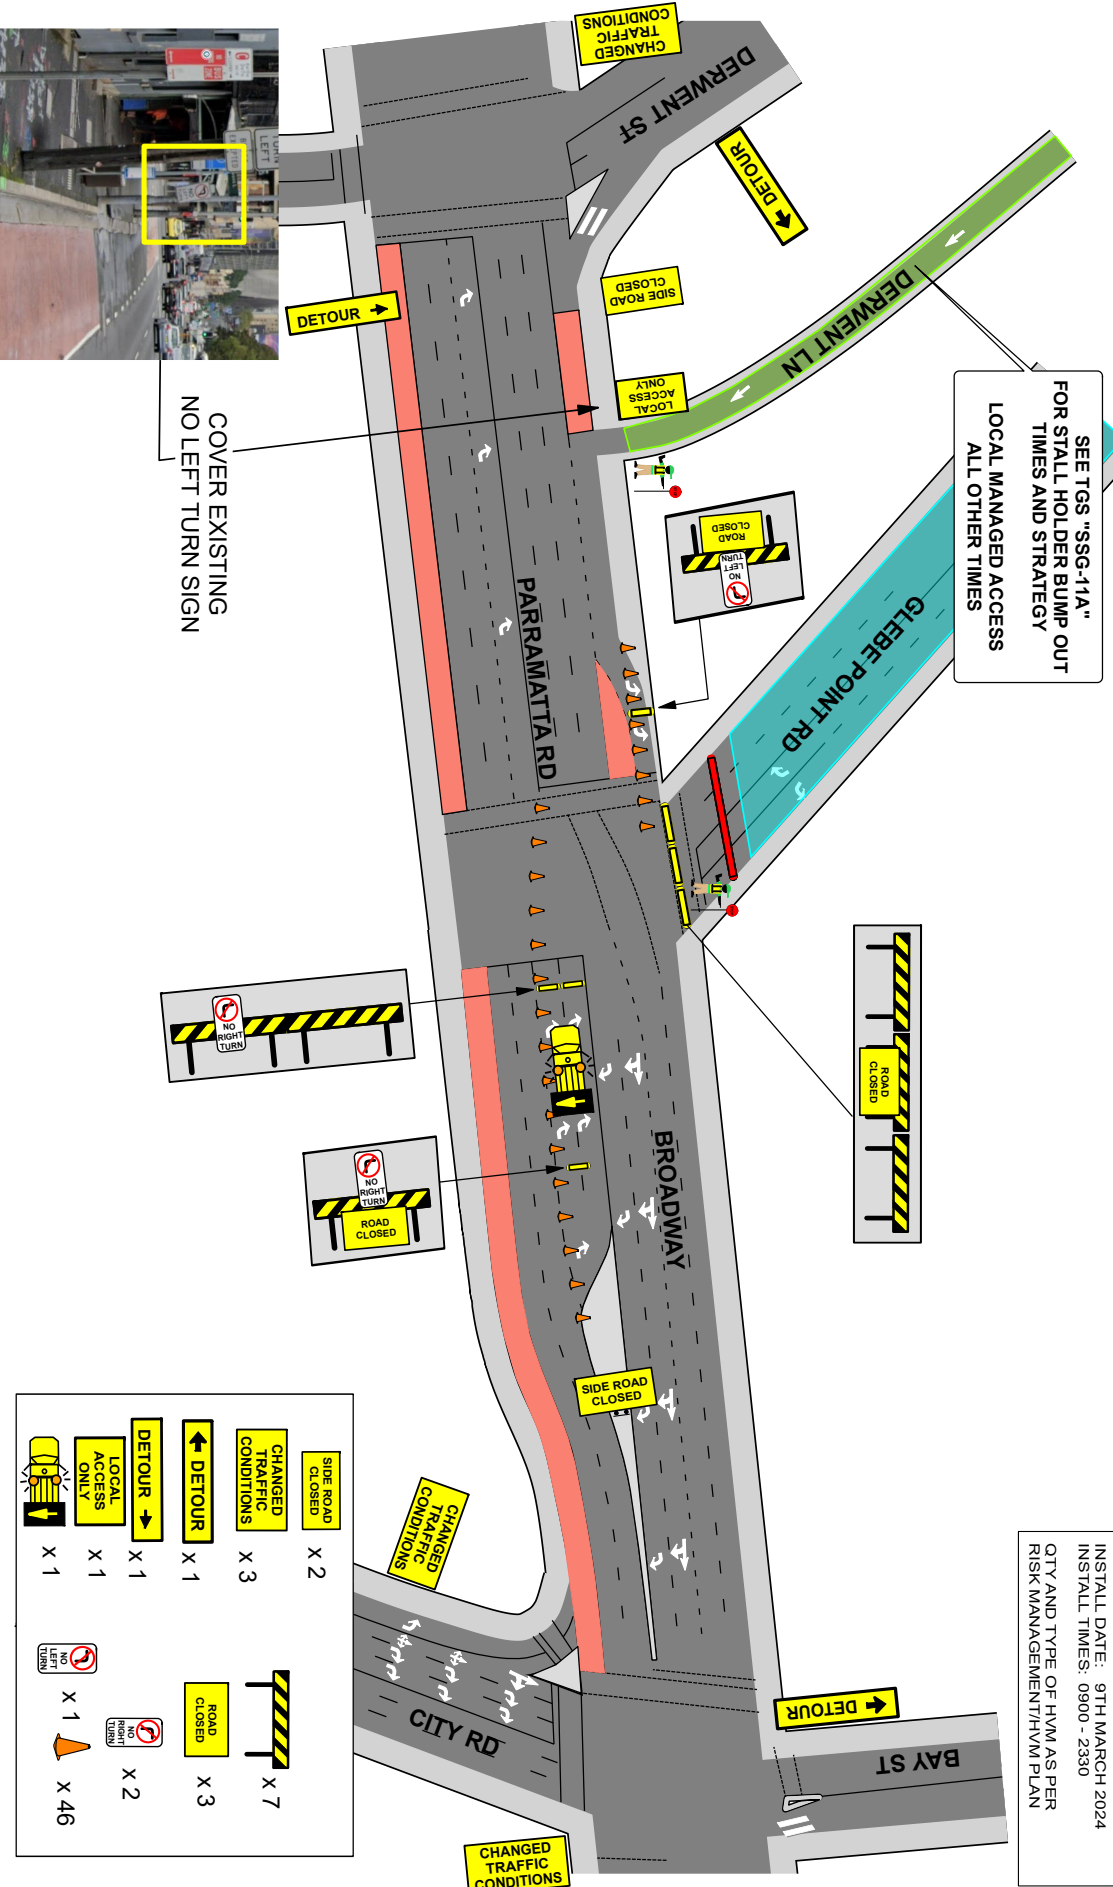 CHANGED
TRAFFIC
CONDITIONS
DERWENT ST
DETOUR
SIDE ROAD
CLOSED
LOCAL
ACCESS
ONLY
DERWENT LN
SEE TGS "SSG-11A"
FOR STALL HOLDER BUMP OUT
TIMES AND STRATEGY
LOCAL MANAGED ACCESS
ALL OTHER TIMES
TURN
LEFT
DETOUR
COVER EXISTING
NO LEFT TURN SIGN
ROAD
CLOSED
NO
LEFT
TURN
GLEBE POINT RD
PARRAMATTA RD
ROAD
CLOSED
NO
RIGHT
TURN
NO
RIGHT
TURN
ROAD
CLOSED
BROADWAY
SIDE ROAD
CLOSED
CHANGED
TRAFFIC
CONDITIONS
CITY RD
DETOUR
BAY ST
CHANGED
TRAFFIC
CONDITIONS
INSTALL DATE: 9TH MARCH 2024
INSTALL TIMES: 0900 - 2330
QTY AND TYPE OF HVM AS PER
RISK MANAGEMENT/HVM PLAN
SIDE ROAD
CLOSED
x 2
CHANGED
TRAFFIC
CONDITIONS
x 3
DETOUR
x 1
DETOUR
x 1
LOCAL
ACCESS
ONLY
x 1
x 1
x 7
ROAD
CLOSED
x 3
NO
RIGHT
TURN
x 2
NO
LEFT
TURN
x 1
x 46